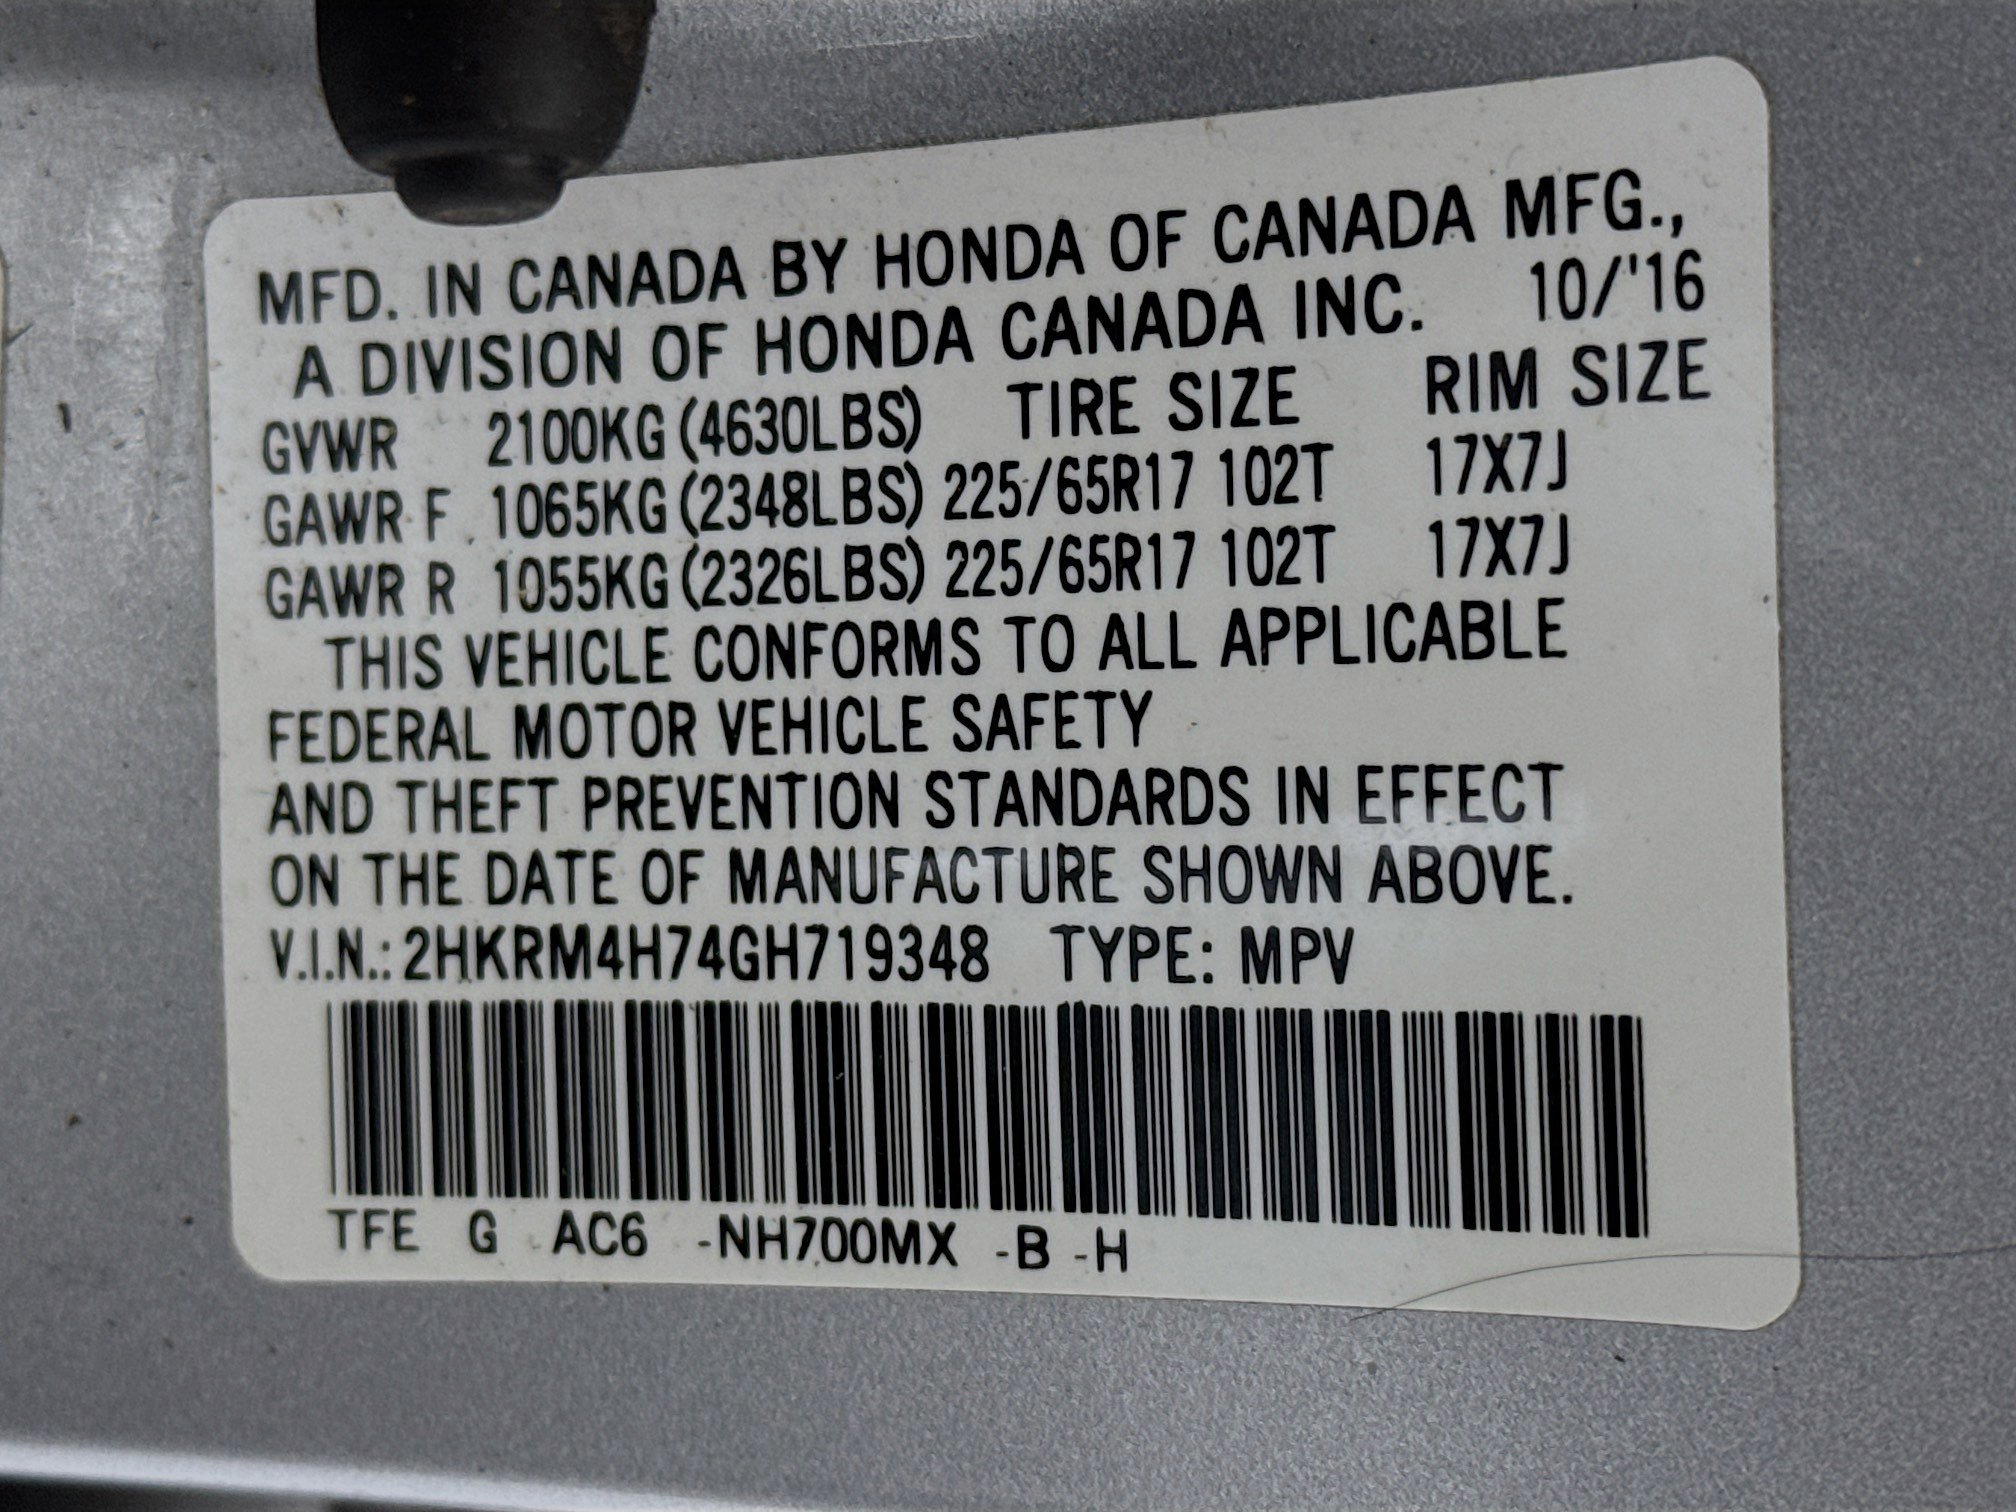 MFD. IN CANADA BY HONDA OF CANADA MFG.,
A DIVISION OF HONDA CANADA INC. 10/'16
GVWR 2100KG (4630LBS) TIRE SIZE RIM SIZE
GAWR F 1065KG (2348LBS) 225/65R17 102T 17X7J
GAWR R 1055KG (2326LBS) 225/65R17 102T 17X7J
THIS VEHICLE CONFORMS TO ALL APPLICABLE
FEDERAL MOTOR VEHICLE SAFETY
AND THEFT PREVENTION STANDARDS IN EFFECT
ON THE DATE OF MANUFACTURE SHOWN ABOVE.
V.I.N.: 2HKRM4H74GH719348 TYPE: MPV
TFE G AC6 -NH700MX -B -H